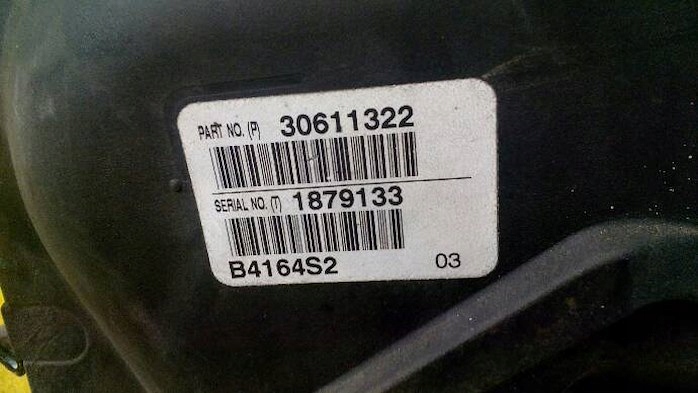 PART NO. (P) 30611322
SERIAL NO. (T) 1879133
B4164S2 03